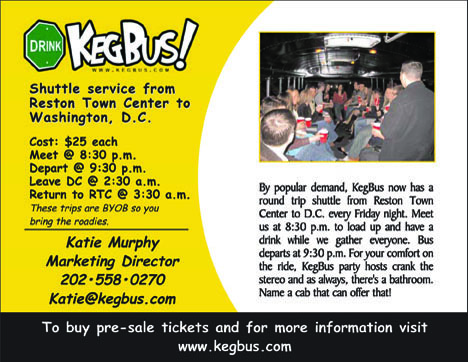 DRINK
KEGBUS!
WWW.KEGBUS.COM
Shuttle service from
Reston Town Center to
Washington, D.C.
Cost: $25 each
Meet @ 8:30 p.m.
Depart @ 9:30 p.m.
Leave DC @ 2:30 a.m.
Return to RTC @ 3:30 a.m.
These trips are BYOB so you
bring the roadies.
Katie Murphy
Marketing Director
202•558•0270
Katie@kegbus.com
By popular demand, KegBus now has a
round trip shuttle from Reston Town
Center to D.C. every Friday night. Meet
us at 8:30 p.m. to load up and have a
drink while we gather everyone. Bus
departs at 9:30 p.m. For your comfort on
the ride, KegBus party hosts crank the
stereo and as always, there's a bathroom.
Name a cab that can offer that!
To buy pre-sale tickets and for more information visit
www.kegbus.com